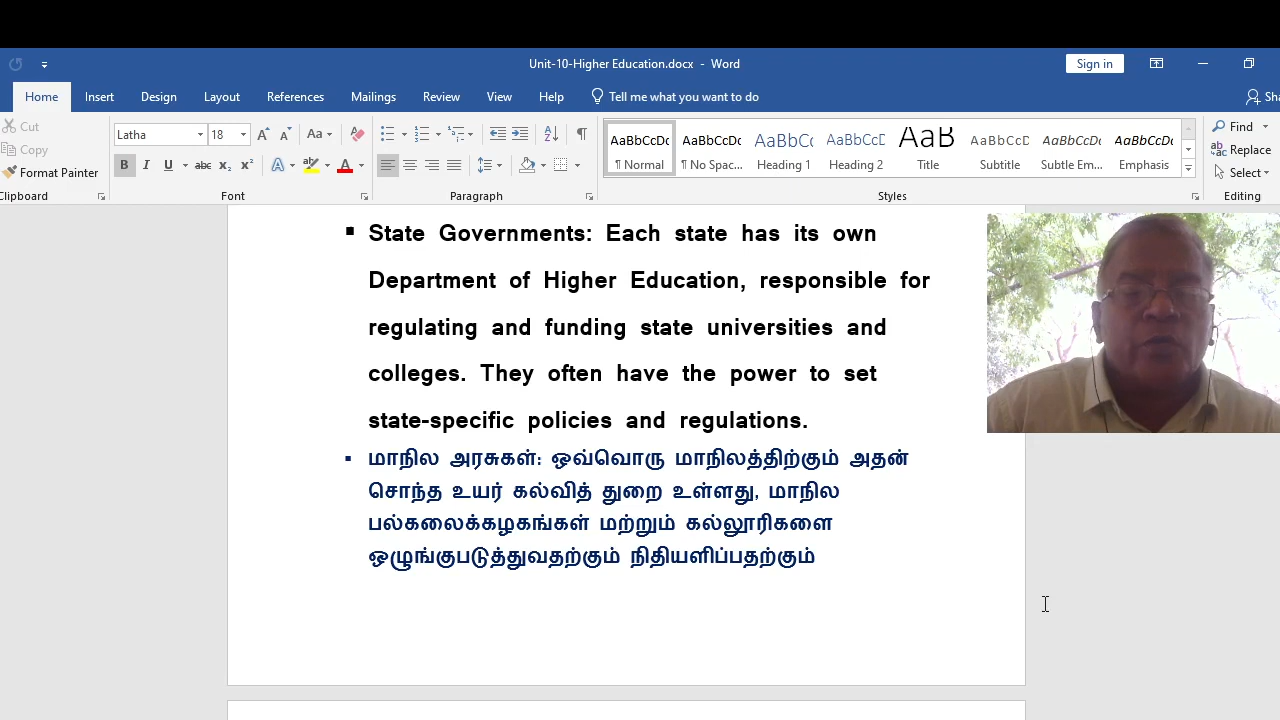 Unit-10-Higher Education.docx - Word
Sign in
Home Insert Design Layout References Mailings Review View Help Tell me what you want to do
Cut
Copy
Format Painter
Clipboard
Latha 18
Font
Paragraph
AaBbCcDc AaBbCcDc AaBbC AaBbCcD AaB AaBbCcD AaBbCcDc AaBbCcDc
¶ Normal ¶ No Spac... Heading 1 Heading 2 Title Subtitle Subtle Em... Emphasis
Styles
Find
Replace
Select
Editing
▪ State Governments: Each state has its own
Department of Higher Education, responsible for
regulating and funding state universities and
colleges. They often have the power to set
state-specific policies and regulations.
▪ மாநில அரசுகள்: ஒவ்வொரு மாநிலத்திற்கும் அதன்
சொந்த உயர் கல்வித் துறை உள்ளது, மாநில
பல்கலைக்கழகங்கள் மற்றும் கல்லூரிகளை
ஒழுங்குபடுத்துவதற்கும் நிதியளிப்பதற்கும்